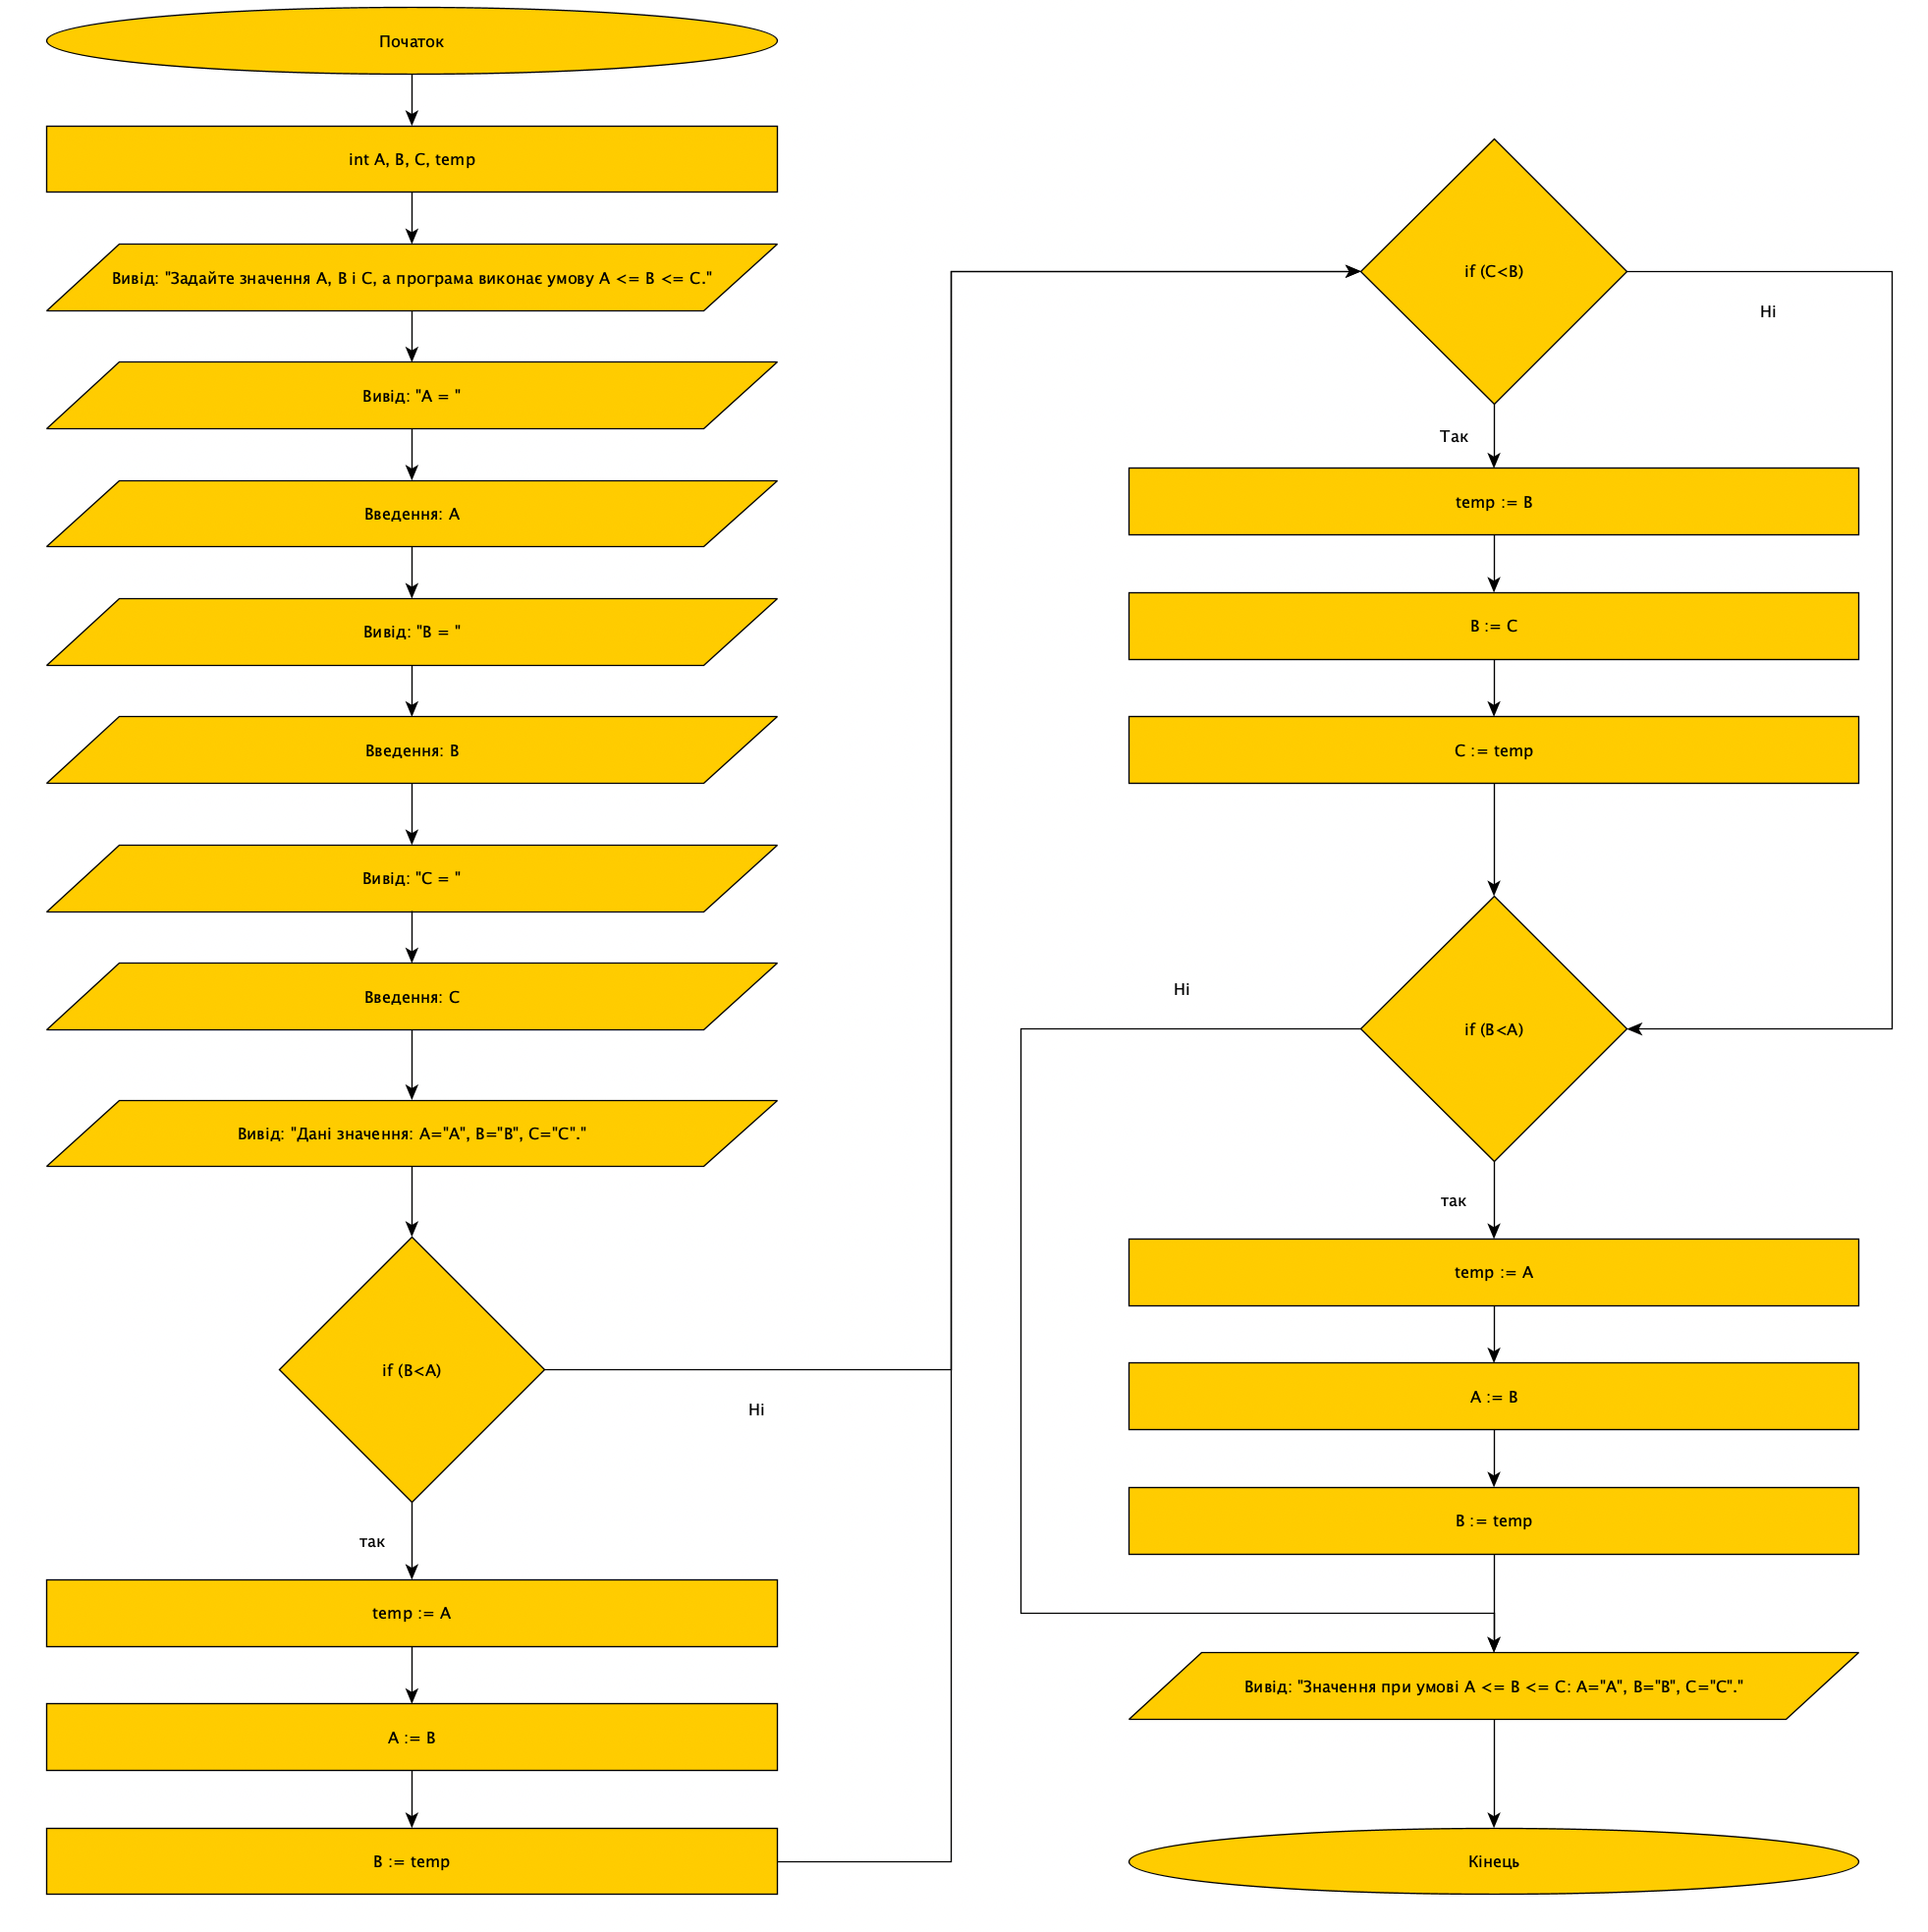 Початок
int A, B, C, temp
Вивід: "Задайте значення A, B і C, а програма виконає умову A <= B <= C."
Вивід: "A = "
Введення: A
Вивід: "B = "
Введення: B
Вивід: "C = "
Введення: C
Вивід: "Дані значення: A="A", B="B", C="C"."
if (B<A)
Ні
так
temp := A
A := B
B := temp
if (C<B)
Ні
Так
temp := B
B := C
C := temp
if (B<A)
Ні
так
temp := A
A := B
B := temp
Вивід: "Значення при умові A <= B <= C: A="A", B="B", C="C"."
Кінець